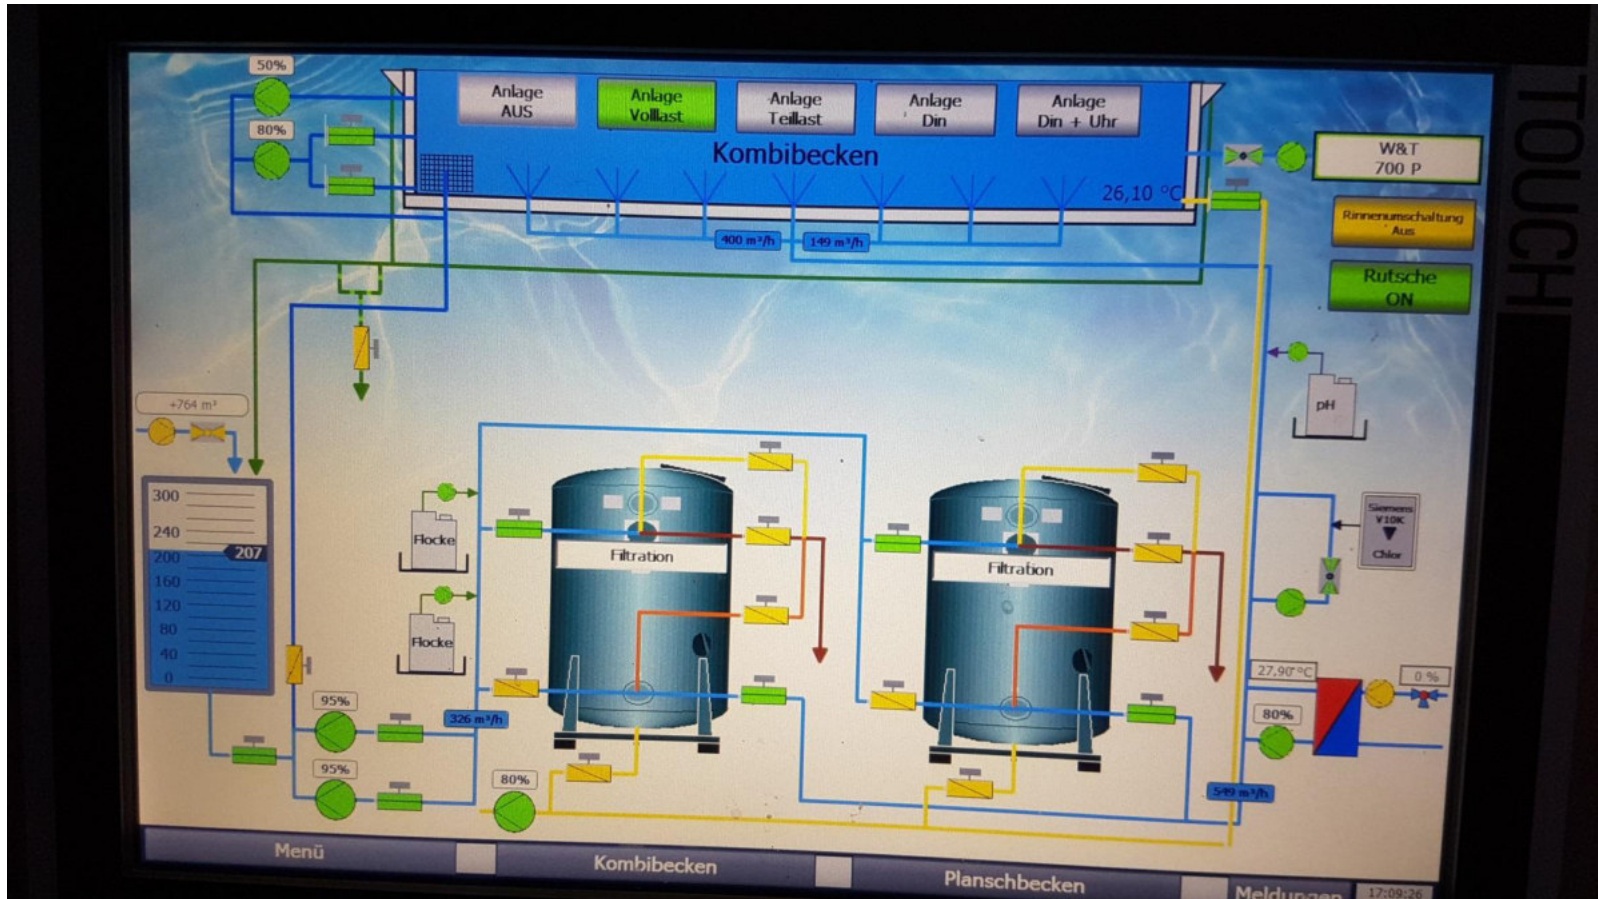 50%
80%
Anlage
AUS
Anlage
Volllast
Anlage
Teillast
Anlage
Din
Anlage
Din + Uhr
Kombibecken
26,10 °C
400 m³/h
149 m³/h
W&T
700 P
Rinnenumschaltung
Aus
Rutsche
ON
TOUCH
+764 m³
300
240
207
200
160
120
80
40
0
Flocke
Flocke
Filtration
Filtration
pH
Siemens
V10K
Chlor
95%
95%
326 m³/h
80%
27,90 °C
0 %
80%
549 m³/h
Menü
Kombibecken
Planschbecken
Meldungen
17:09:26